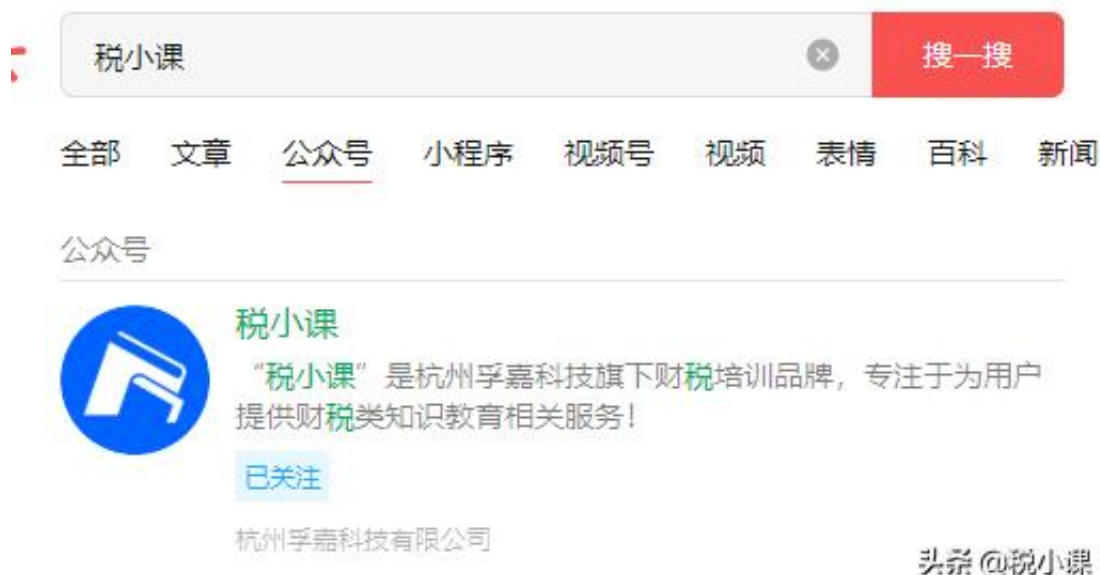 税小课
搜一搜
全部 文章 公众号 小程序 视频号 视频 表情 百科 新闻
公众号
税小课
“税小课”是杭州孚嘉科技旗下财税培训品牌，专注于为用户
提供财税类知识教育相关服务！
已关注
杭州孚嘉科技有限公司
头条 @税小课